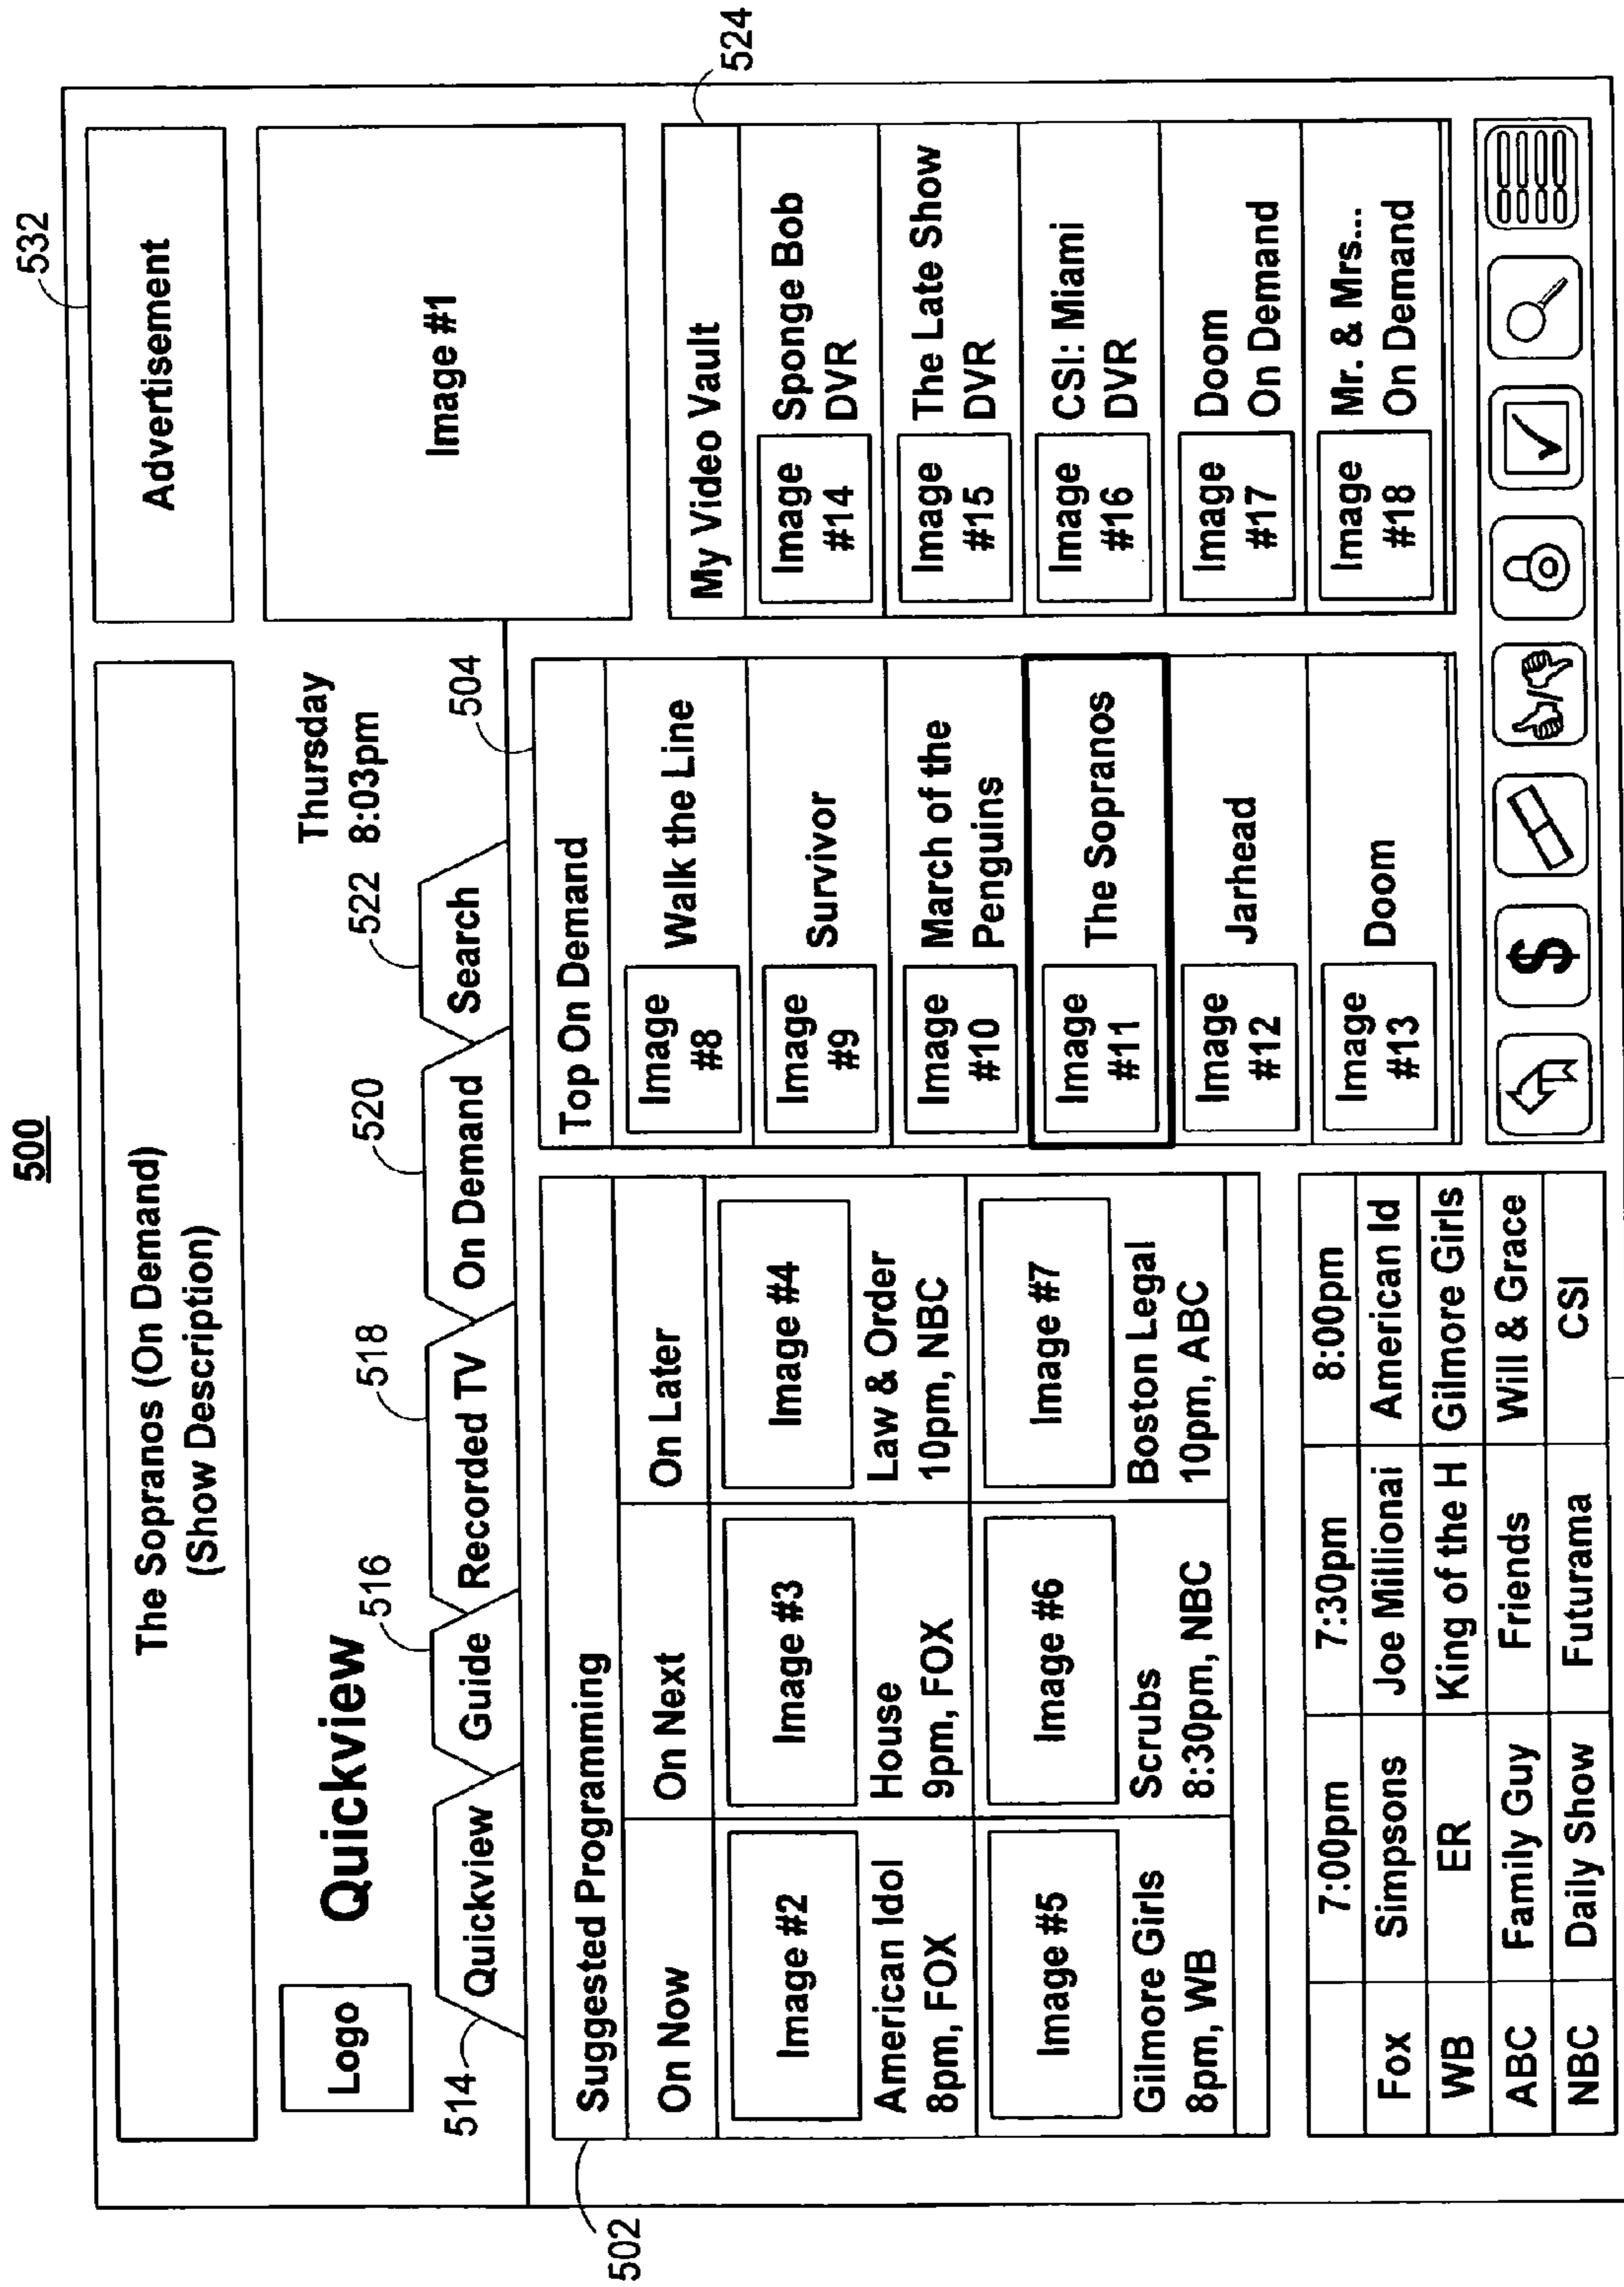 500
532
The Sopranos (On Demand)
(Show Description)
Advertisement
Logo
Quickview
Thursday
8:03pm
Image #1
514
Quickview
516
Guide
518
Recorded TV
520
On Demand
522
Search
502
Suggested Programming
On Now
On Next
On Later
Image #2
American Idol
8pm, FOX
Image #3
House
9pm, FOX
Image #4
Law & Order
10pm, NBC
Image #5
Gilmore Girls
8pm, WB
Image #6
Scrubs
8:30pm, NBC
Image #7
Boston Legal
10pm, ABC
504
Top On Demand
Image #8
Walk the Line
Image #9
Survivor
Image #10
March of the
Penguins
Image #11
The Sopranos
Image #12
Jarhead
Image #13
Doom
524
My Video Vault
Image #14
Sponge Bob
DVR
Image #15
The Late Show
DVR
Image #16
CSI: Miami
DVR
Image #17
Doom
On Demand
Image #18
Mr. & Mrs...
On Demand
7:00pm 7:30pm 8:00pm
Fox Simpsons Joe Millionai American Id
WB ER King of the H Gilmore Girls
ABC Family Guy Friends Will & Grace
NBC Daily Show Futurama CSI
$